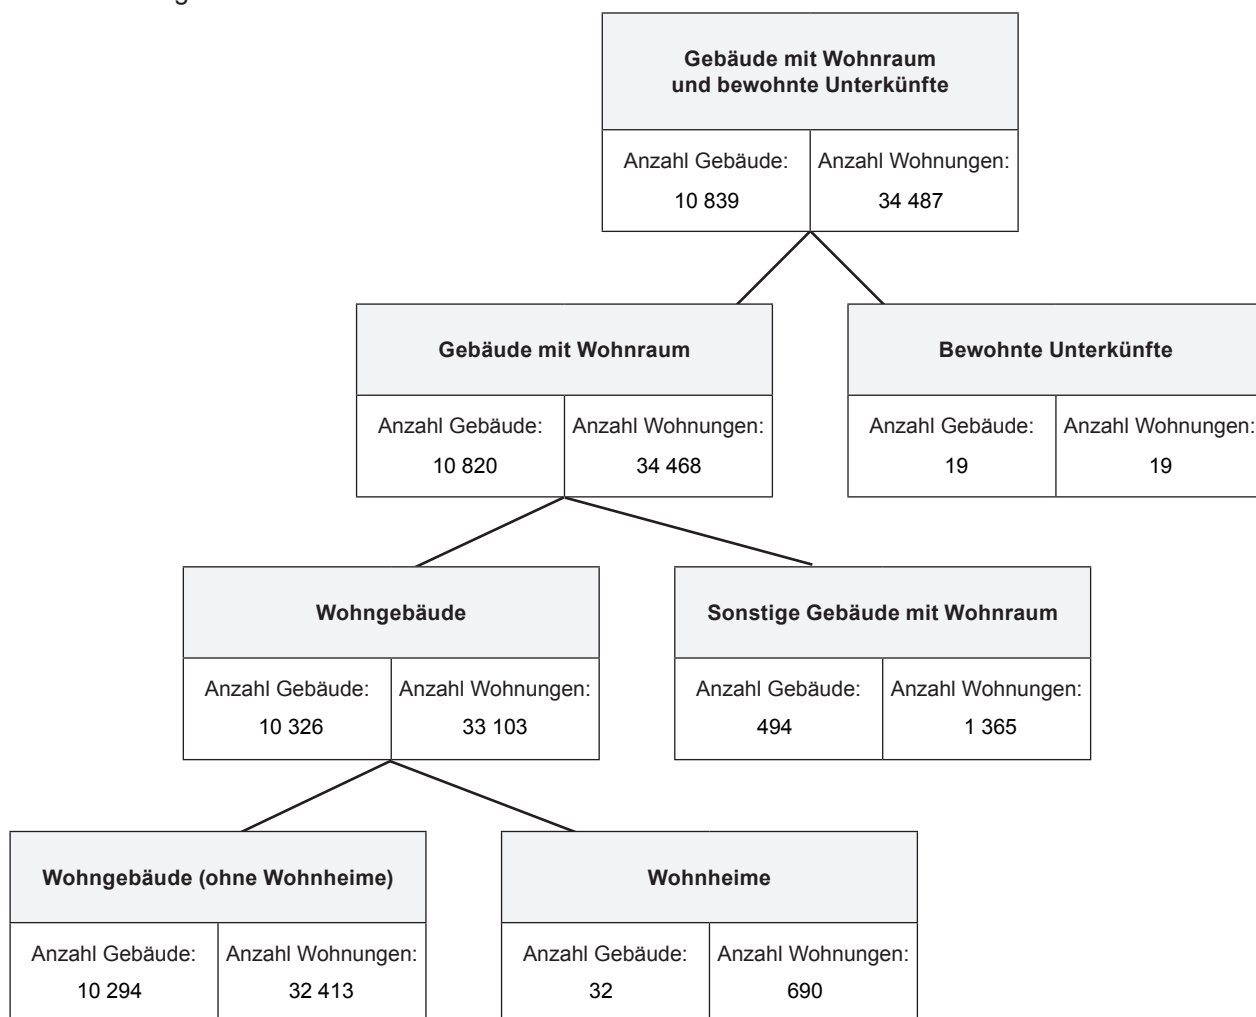 Gebäude mit Wohnraum
und bewohnte Unterkünfte
Anzahl Gebäude: Anzahl Wohnungen:
10 839 34 487
Gebäude mit Wohnraum Bewohnte Unterkünfte
Anzahl Gebäude: Anzahl Wohnungen: Anzahl Gebäude: Anzahl Wohnungen:
10 820 34 468 19 19
Wohngebäude Sonstige Gebäude mit Wohnraum
Anzahl Gebäude: Anzahl Wohnungen: Anzahl Gebäude: Anzahl Wohnungen:
10 326 33 103 494 1 365
Wohngebäude (ohne Wohnheime) Wohnheime
Anzahl Gebäude: Anzahl Wohnungen: Anzahl Gebäude: Anzahl Wohnungen:
10 294 32 413 32 690